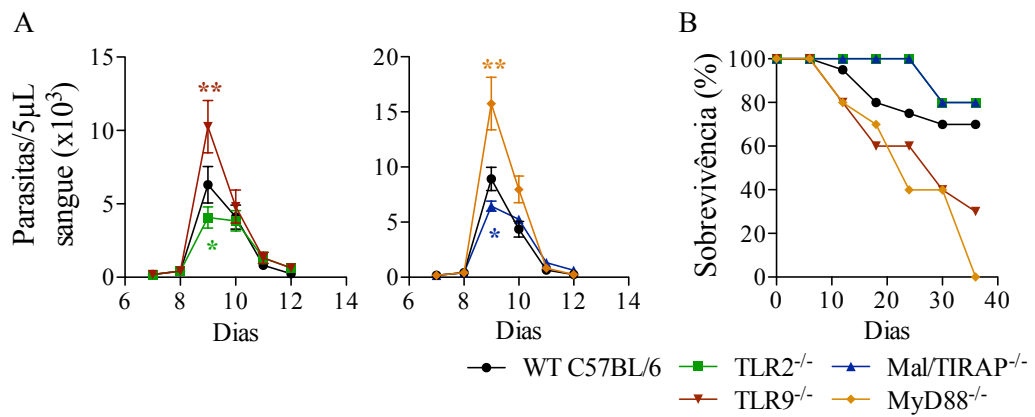 A
B
Parasitas/5µL
sangue (x10³)
15
10
5
0
**
*
6 8 10 12 14
Dias
20
15
10
5
0
**
*
6 8 10 12 14
Dias
Sobrevivência (%)
100
80
60
40
20
0
0 10 20 30 40
Dias
WT C57BL/6
TLR2⁻/⁻
Mal/TIRAP⁻/⁻
TLR9⁻/⁻
MyD88⁻/⁻